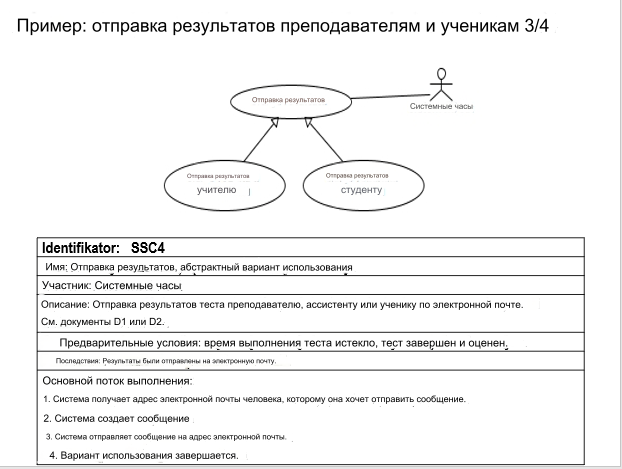 Пример: отправка результатов преподавателям и ученикам 3/4
Отправка результатов
Системные часы
Отправка результатов
учителю
Отправка результатов
студенту
Identifikator: SSC4
Имя: Отправка результатов, абстрактный вариант использования
Участник: Системные часы
Описание: Отправка результатов теста преподавателю, ассистенту или ученику по электронной почте.
См. документы D1 или D2.
Предварительные условия: время выполнения теста истекло, тест завершен и оценен.
Последствия: Результаты были отправлены на электронную почту.
Основной поток выполнения:
1. Система получает адрес электронной почты человека, которому она хочет отправить сообщение.
2. Система создает сообщение
3. Система отправляет сообщение на адрес электронной почты.
4. Вариант использования завершается.